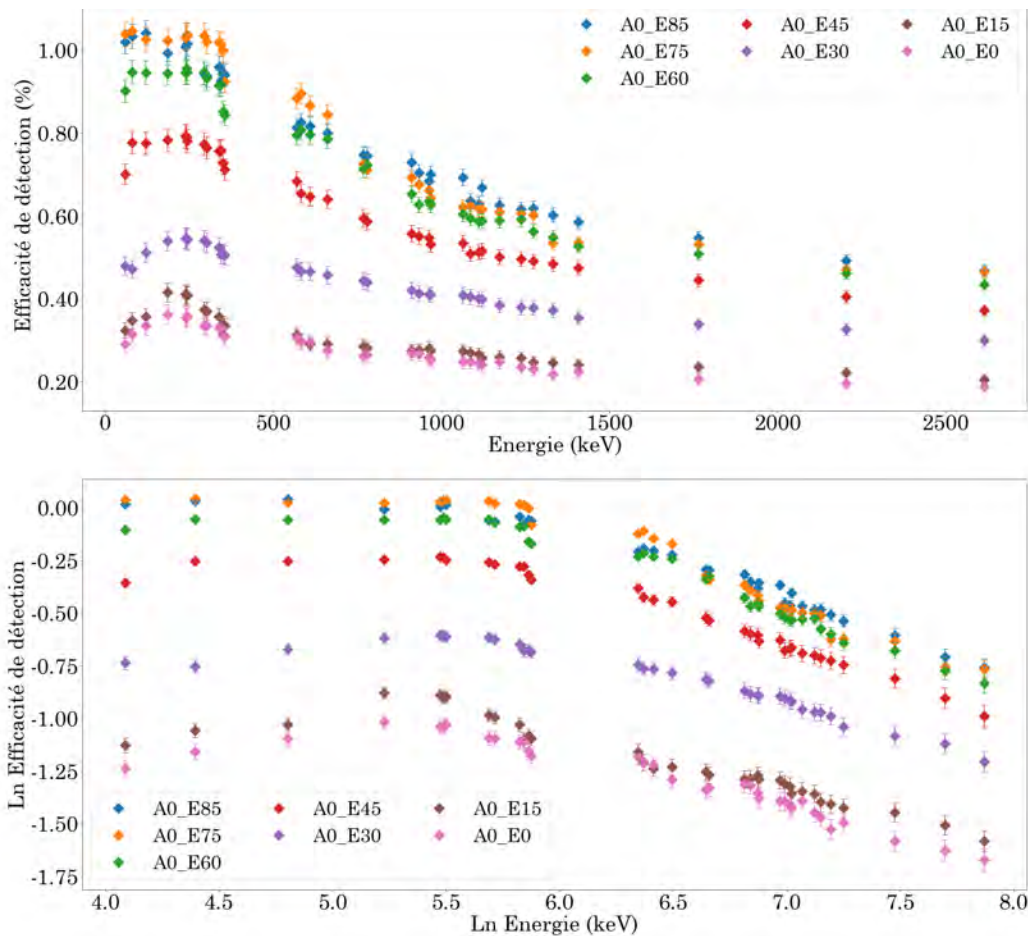 A0_E85 A0_E45 A0_E15
A0_E75 A0_E30 A0_E0
A0_E60
Efficacité de détection (%)
1.00
0.80
0.60
0.40
0.20
0 500 1000 1500 2000 2500
Energie (keV)
Ln Efficacité de détection
0.00
-0.25
-0.50
-0.75
-1.00
-1.25
-1.50
-1.75
A0_E85 A0_E45 A0_E15
A0_E75 A0_E30 A0_E0
A0_E60
4.0 4.5 5.0 5.5 6.0 6.5 7.0 7.5 8.0
Ln Energie (keV)